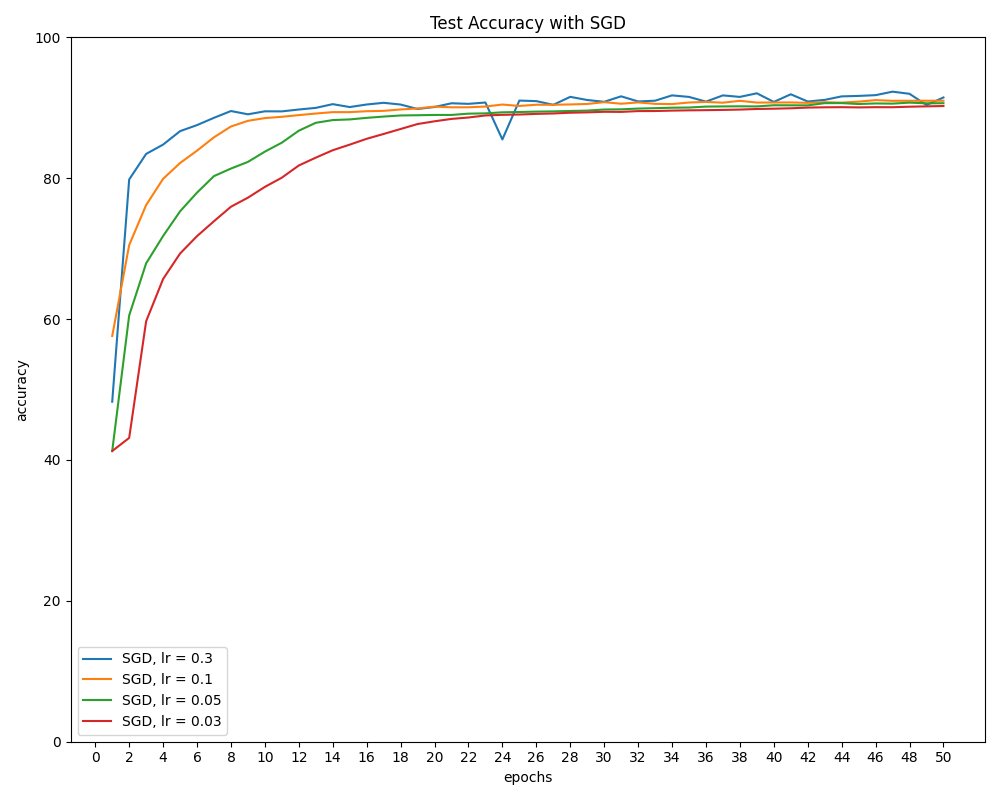 Test Accuracy with SGD
100
80
60
40
20
0
accuracy
SGD, lr = 0.3
SGD, lr = 0.1
SGD, lr = 0.05
SGD, lr = 0.03
0 2 4 6 8 10 12 14 16 18 20 22 24 26 28 30 32 34 36 38 40 42 44 46 48 50
epochs